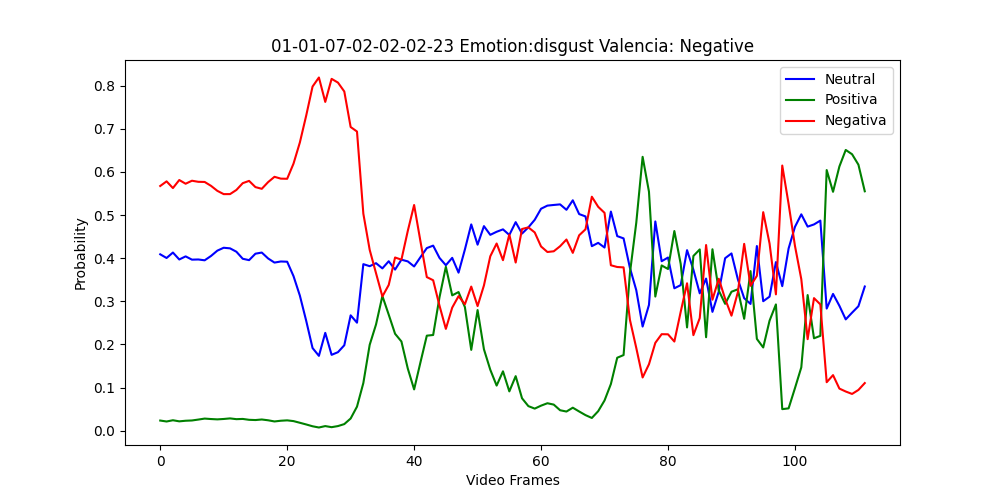 01-01-07-02-02-02-23 Emotion:disgust Valencia: Negative
Neutral
Positiva
Negativa
Probability
0.8
0.7
0.6
0.5
0.4
0.3
0.2
0.1
0.0
0 20 40 60 80 100
Video Frames